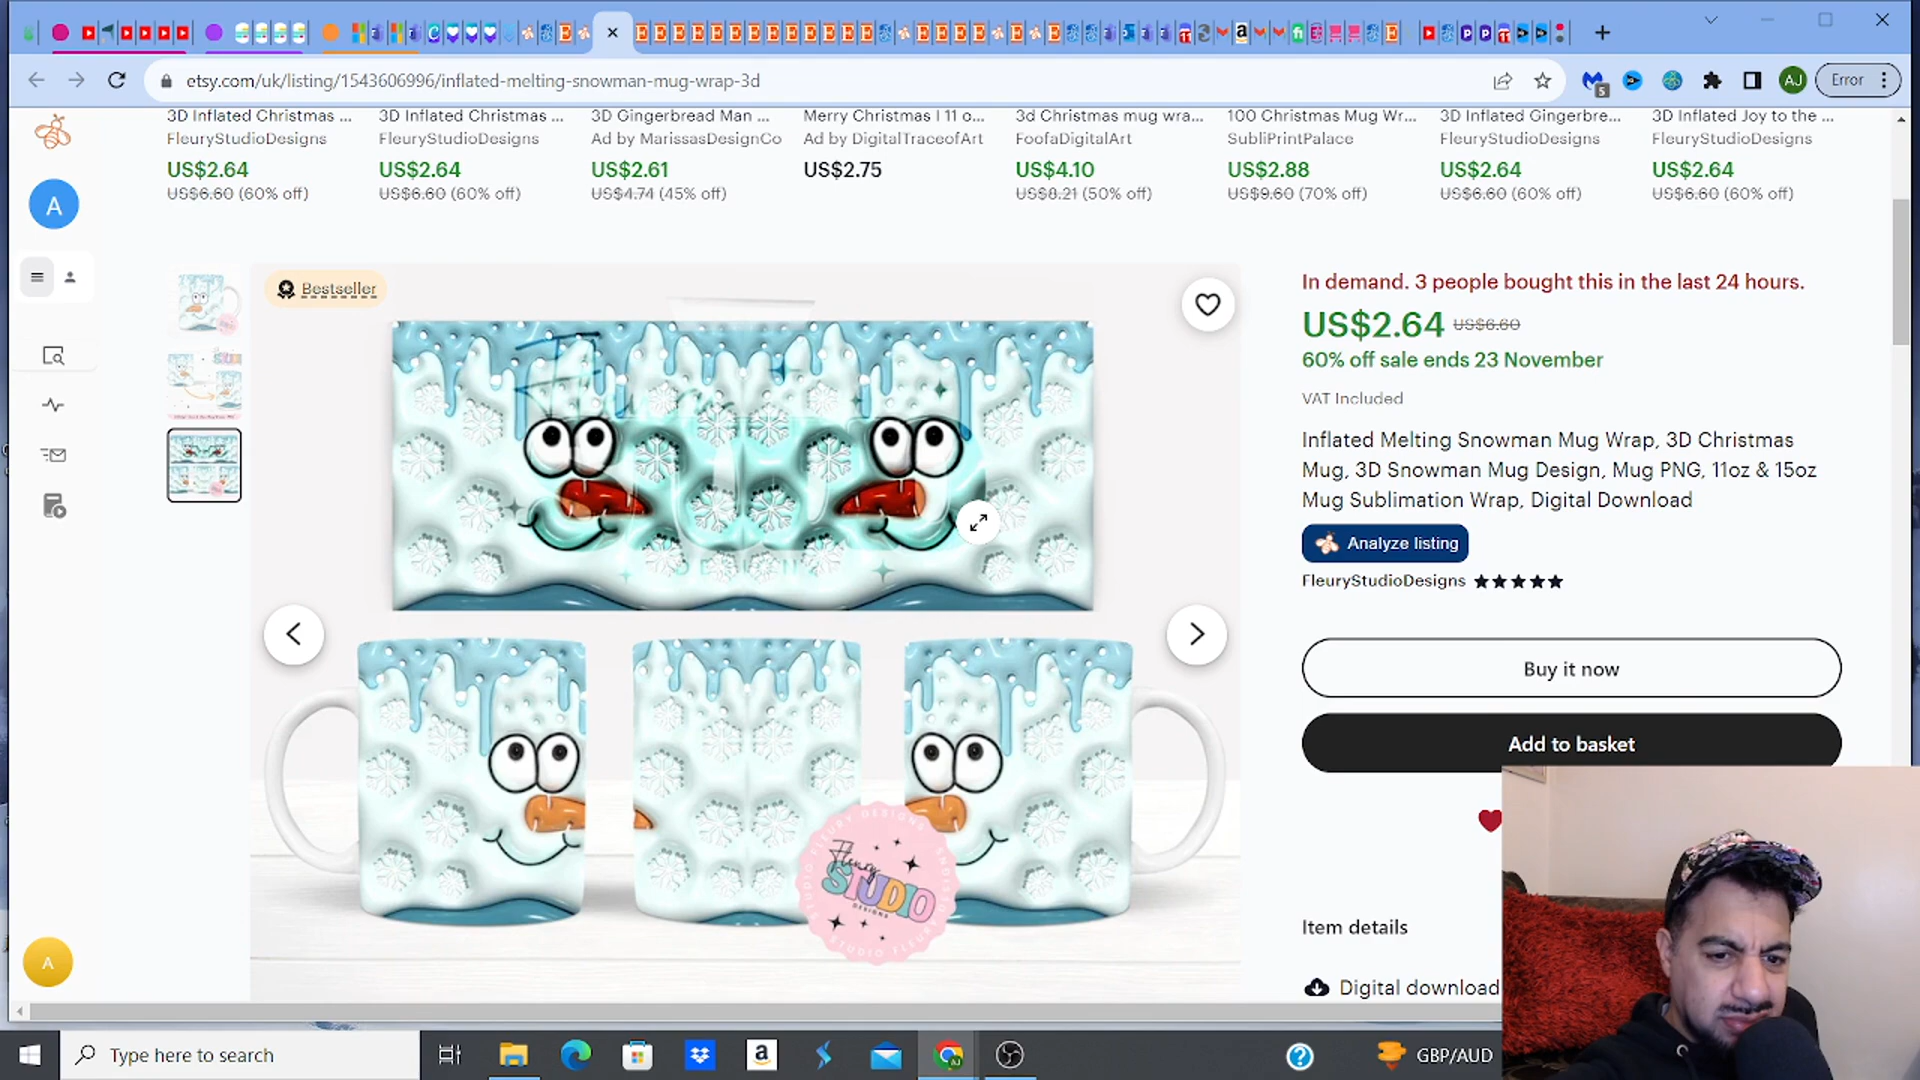 etsy.com/uk/listing/1543606996/inflated-melting-snowman-mug-wrap-3d
5
AJ
Error
3D Inflated Christmas ...
FleuryStudioDesigns
US$2.64
US$6.60 (60% off)
3D Inflated Christmas ...
FleuryStudioDesigns
US$2.64
US$6.60 (60% off)
3D Gingerbread Man ...
Ad by MarissasDesignCo
US$2.61
US$4.74 (45% off)
Merry Christmas I 11 o...
Ad by DigitalTraceofArt
US$2.75
3d Christmas mug wra...
FoofaDigitalArt
US$4.10
US$8.21 (50% off)
100 Christmas Mug Wr...
SubliPrintPalace
US$2.88
US$9.60 (70% off)
3D Inflated Gingerbre...
FleuryStudioDesigns
US$2.64
US$6.60 (60% off)
3D Inflated Joy to the ...
FleuryStudioDesigns
US$2.64
US$6.60 (60% off)
A
Bestseller
Fleury
STUDIO
DESIGNS
In demand. 3 people bought this in the last 24 hours.
US$2.64 US$6.60
60% off sale ends 23 November
VAT Included
Inflated Melting Snowman Mug Wrap, 3D Christmas
Mug, 3D Snowman Mug Design, Mug PNG, 11oz & 15oz
Mug Sublimation Wrap, Digital Download
Analyze listing
FleuryStudioDesigns
Buy it now
Add to basket
Item details
Digital download
A
Type here to search
GBP/AUD